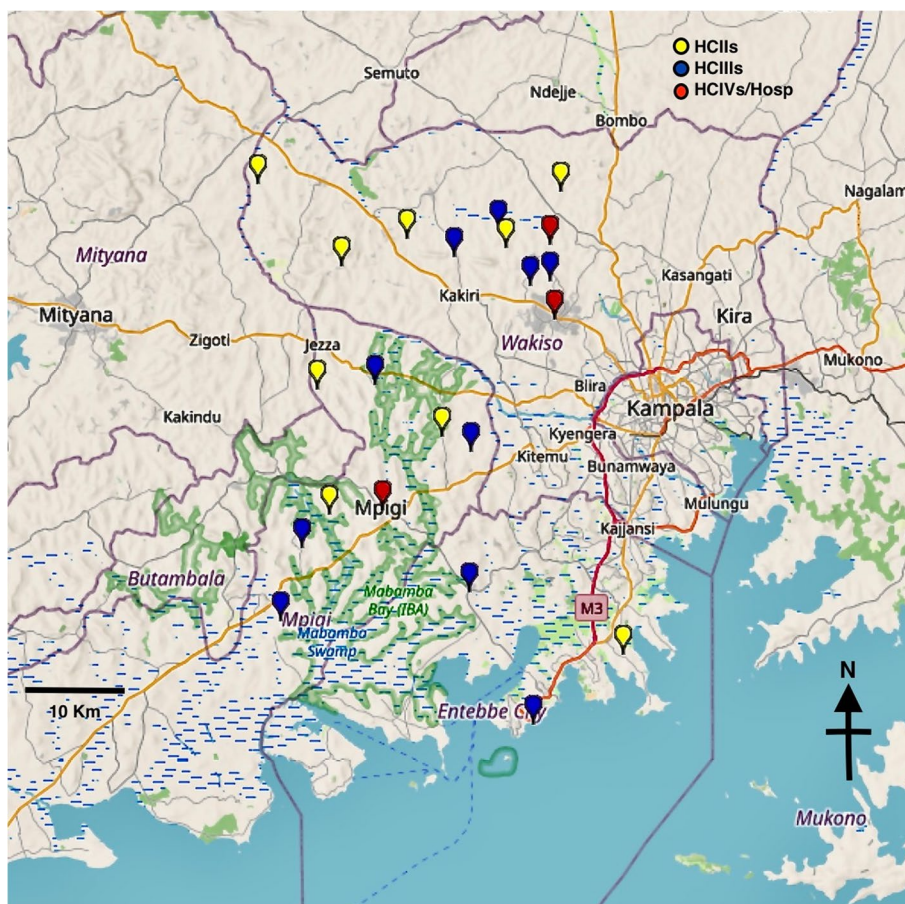 HCIIs
HCIIIs
HCIVs/Hosp
Semuto
Ndejje
Bombo
Nagalam
Mityana
Kasangati
Kakiri
Mityana
Kira
Zigoti
Jezza
Wakiso
Mukono
Blira
Kampala
Kakindu
Kyengera
Kitemu
Bunamwaya
Mpigi
Mulungu
Kajjansi
Butambala
Mabamba
Bay (IBA)
M3
Mpigi
Mabamba
Swamp
N
10 Km
Entebbe City
Mukono